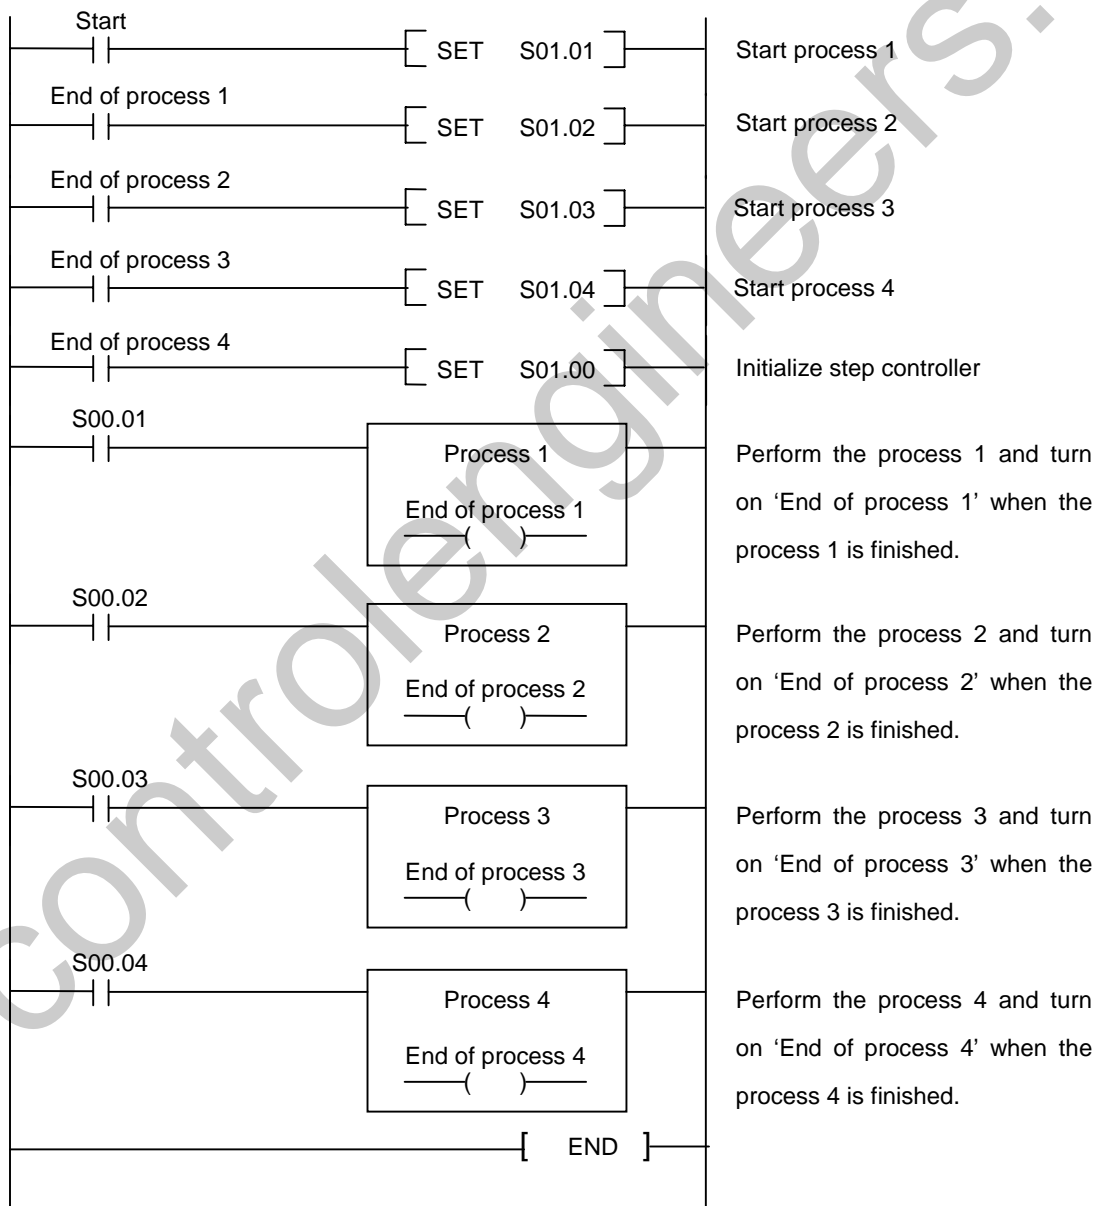 Start
SET S01.01
Start process 1
End of process 1
SET S01.02
Start process 2
End of process 2
SET S01.03
Start process 3
End of process 3
SET S01.04
Start process 4
End of process 4
SET S01.00
Initialize step controller
S00.01
Process 1
End of process 1
( )
Perform the process 1 and turn
on ‘End of process 1’ when the
process 1 is finished.
S00.02
Process 2
End of process 2
( )
Perform the process 2 and turn
on ‘End of process 2’ when the
process 2 is finished.
S00.03
Process 3
End of process 3
( )
Perform the process 3 and turn
on ‘End of process 3’ when the
process 3 is finished.
S00.04
Process 4
End of process 4
( )
Perform the process 4 and turn
on ‘End of process 4’ when the
process 4 is finished.
[ END ]
controlengineers.